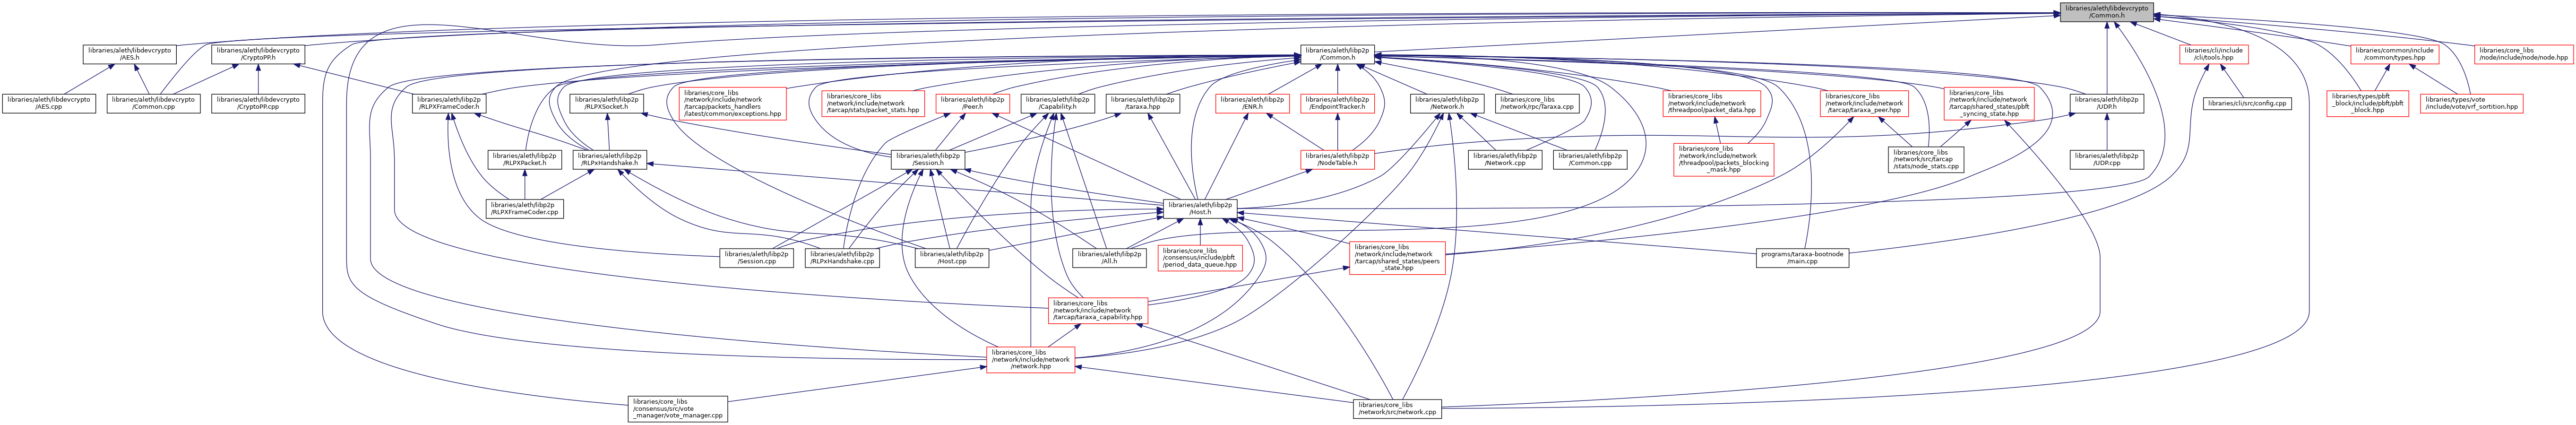 libraries/aleth/libdevcrypto
/Common.h
libraries/aleth/libdevcrypto
/AES.h
libraries/aleth/libdevcrypto
/CryptoPP.h
libraries/aleth/libp2p
/Common.h
libraries/cli/include
/cli/tools.hpp
libraries/common/include
/common/types.hpp
libraries/core_libs
/node/include/node/node.hpp
libraries/aleth/libdevcrypto
/AES.cpp
libraries/aleth/libdevcrypto
/Common.cpp
libraries/aleth/libdevcrypto
/CryptoPP.cpp
libraries/aleth/libp2p
/RLPXFrameCoder.h
libraries/aleth/libp2p
/RLPXSocket.h
libraries/core_libs
/network/include/network
/tarcap/packets_handlers
/latest/common/exceptions.hpp
libraries/core_libs
/network/include/network
/tarcap/stats/packet_stats.hpp
libraries/aleth/libp2p
/Peer.h
libraries/aleth/libp2p
/Capability.h
libraries/aleth/libp2p
/taraxa.hpp
libraries/aleth/libp2p
/ENR.h
libraries/aleth/libp2p
/EndpointTracker.h
libraries/aleth/libp2p
/Network.h
libraries/core_libs
/network/rpc/Taraxa.cpp
libraries/core_libs
/network/include/network
/threadpool/packet_data.hpp
libraries/core_libs
/network/include/network
/tarcap/taraxa_peer.hpp
libraries/core_libs
/network/include/network
/tarcap/shared_states/pbft
_syncing_state.hpp
libraries/aleth/libp2p
/UDP.h
libraries/cli/src/config.cpp
libraries/types/pbft
_block/include/pbft/pbft
_block.hpp
libraries/types/vote
/include/vote/vrf_sortition.hpp
libraries/aleth/libp2p
/RLPXPacket.h
libraries/aleth/libp2p
/RLPxHandshake.h
libraries/aleth/libp2p
/Session.h
libraries/aleth/libp2p
/NodeTable.h
libraries/aleth/libp2p
/Network.cpp
libraries/aleth/libp2p
/Common.cpp
libraries/core_libs
/network/include/network
/threadpool/packets_blocking
_mask.hpp
libraries/core_libs
/network/src/tarcap
/stats/node_stats.cpp
libraries/aleth/libp2p
/UDP.cpp
libraries/aleth/libp2p
/RLPXFrameCoder.cpp
libraries/aleth/libp2p
/Host.h
libraries/aleth/libp2p
/Session.cpp
libraries/aleth/libp2p
/RLPxHandshake.cpp
libraries/aleth/libp2p
/Host.cpp
libraries/aleth/libp2p
/All.h
libraries/core_libs
/consensus/include/pbft
/period_data_queue.hpp
libraries/core_libs
/network/include/network
/tarcap/shared_states/peers
_state.hpp
programs/taraxa-bootnode
/main.cpp
libraries/core_libs
/network/include/network
/tarcap/taraxa_capability.hpp
libraries/core_libs
/network/include/network
/network.hpp
libraries/core_libs
/consensus/src/vote
_manager/vote_manager.cpp
libraries/core_libs
/network/src/network.cpp